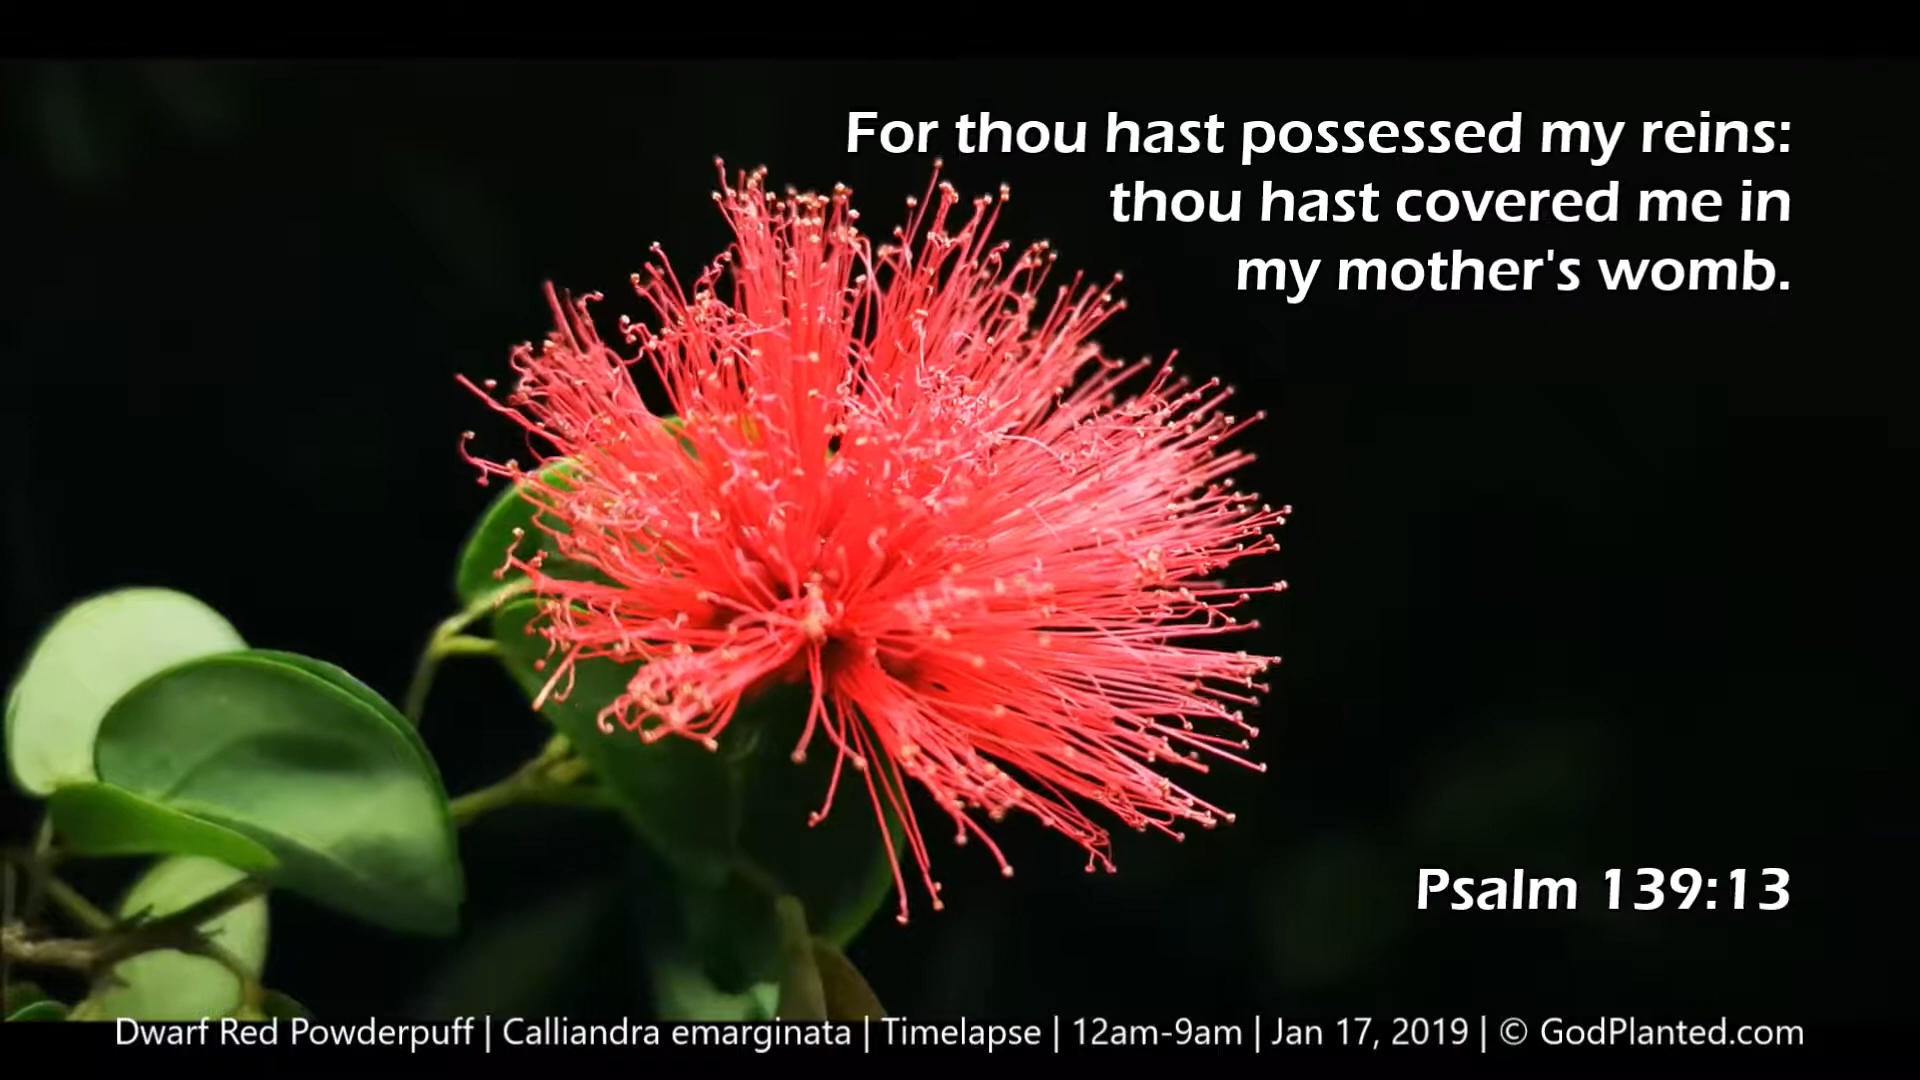 For thou hast possessed my reins:
thou hast covered me in
my mother's womb.
Psalm 139:13
Dwarf Red Powderpuff | Calliandra emarginata | Timelapse | 12am-9am | Jan 17, 2019 | © GodPlanted.com